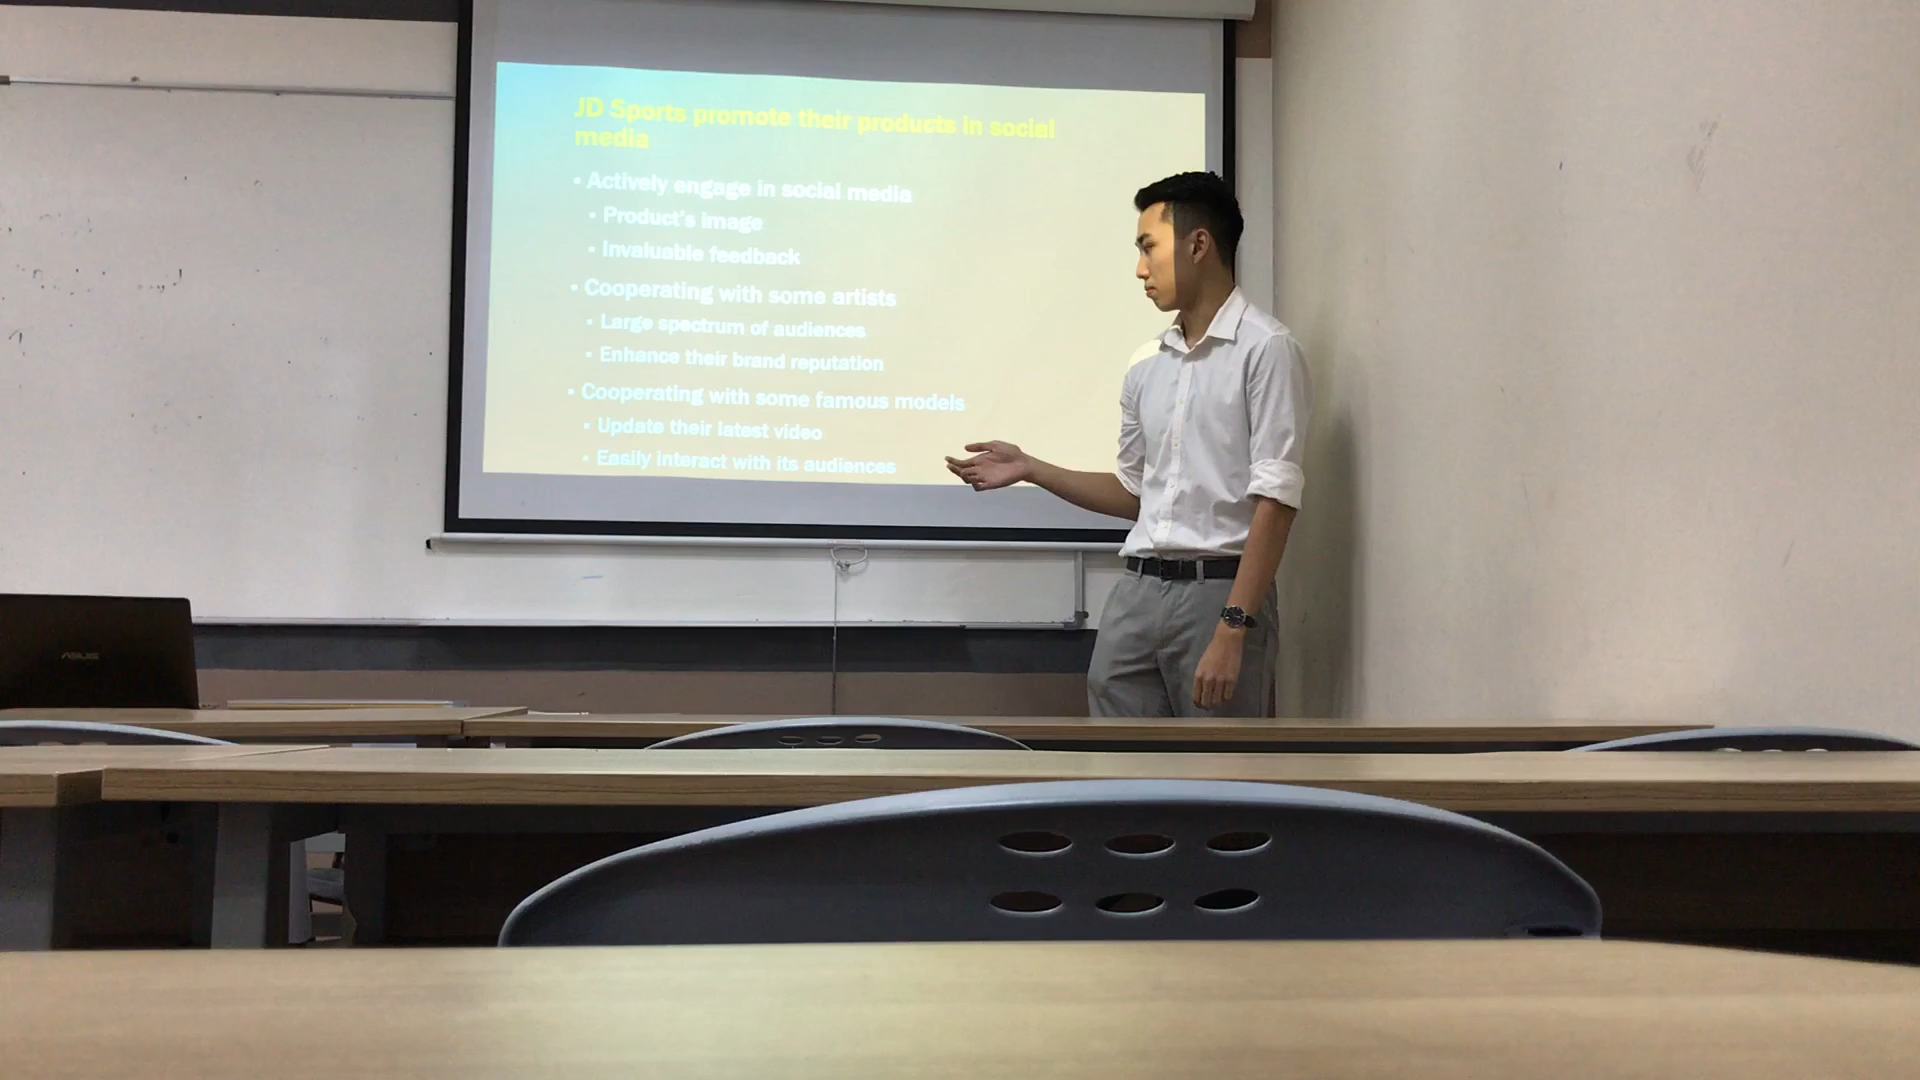 JD Sports promote their products in social
media
• Actively engage in social media
• Product's image
• Invaluable feedback
• Cooperating with some artists
• Large spectrum of audiences
• Enhance their brand reputation
• Cooperating with some famous models
• Update their latest video
• Easily interact with its audiences
ASUS